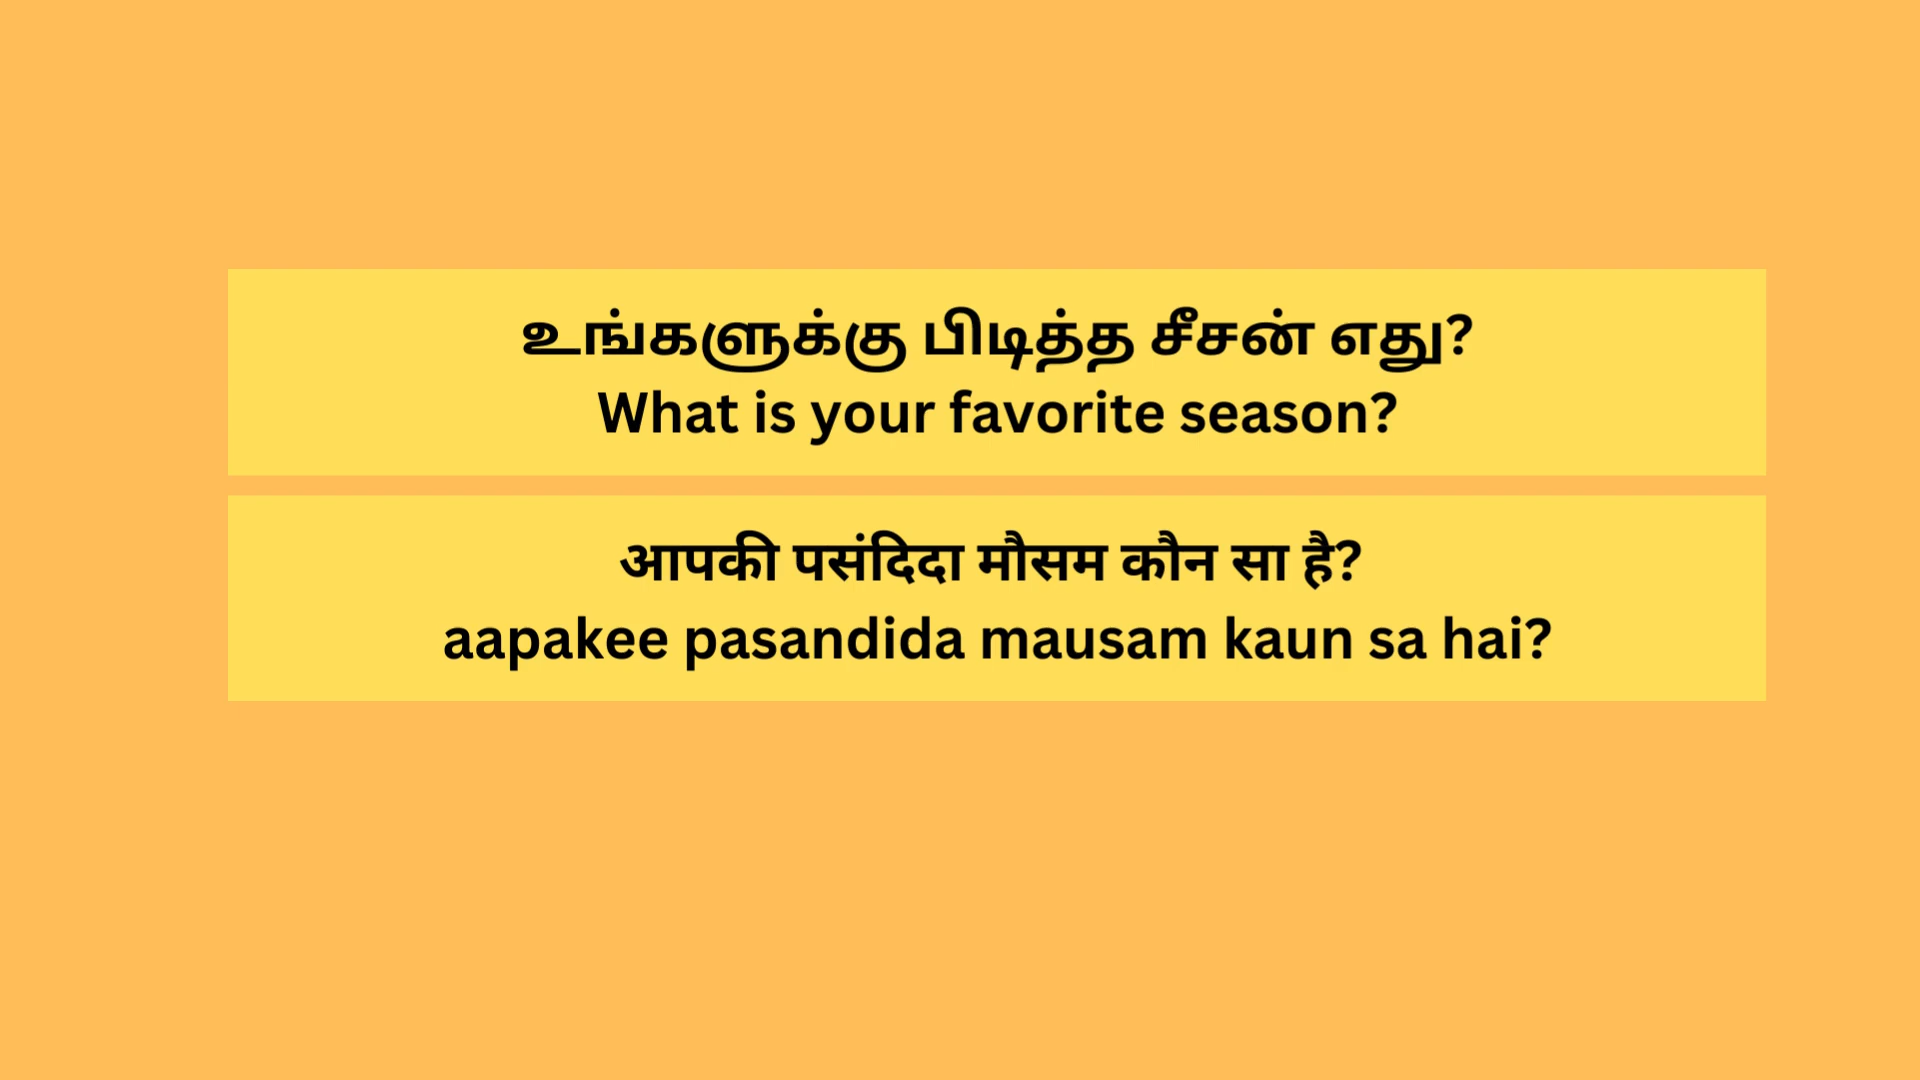 உங்களுக்கு பிடித்த சீசன் எது?
What is your favorite season?
आपकी पसंदिदा मौसम कौन सा है?
aapakee pasandida mausam kaun sa hai?